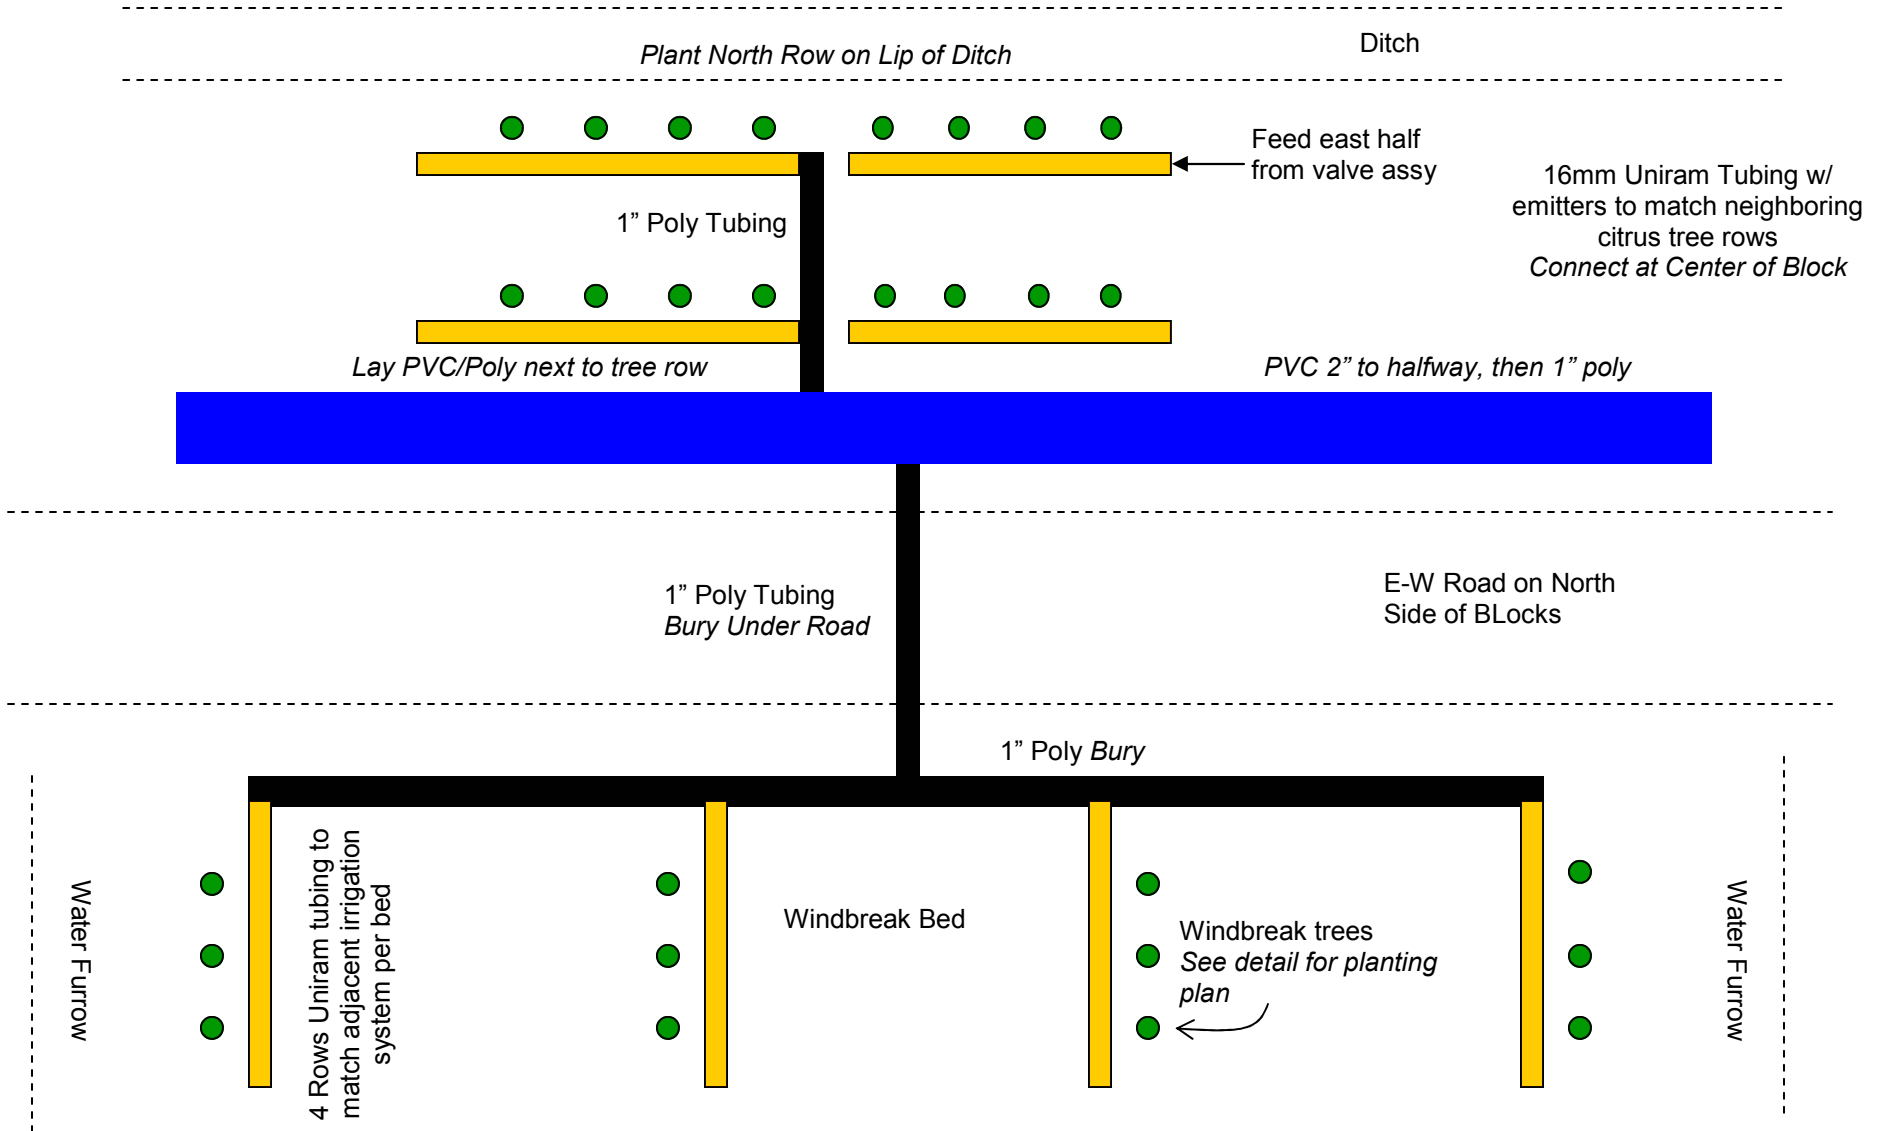 Plant North Row on Lip of Ditch
Ditch
Feed east half
from valve assy
16mm Uniram Tubing w/
emitters to match neighboring
citrus tree rows
Connect at Center of Block
1” Poly Tubing
Lay PVC/Poly next to tree row
PVC 2” to halfway, then 1” poly
1” Poly Tubing
Bury Under Road
E-W Road on North
Side of BLocks
1” Poly Bury
Water Furrow
4 Rows Uniram tubing to
match adjacent irrigation
system per bed
Windbreak Bed
Windbreak trees
See detail for planting
plan
Water Furrow